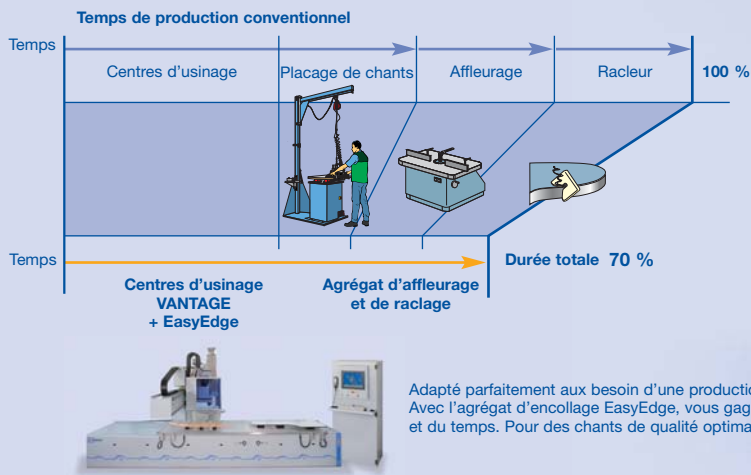 Temps de production conventionnel
Temps
Centres d'usinage
Placage de chants
Affleurage
Racleur
100 %
Temps
Durée totale 70 %
Centres d'usinage
VANTAGE
+ EasyEdge
Agrégat d'affleurage
et de raclage
Adapté parfaitement aux besoin d'une production
Avec l'agrégat d'encollage EasyEdge, vous gag
et du temps. Pour des chants de qualité optima